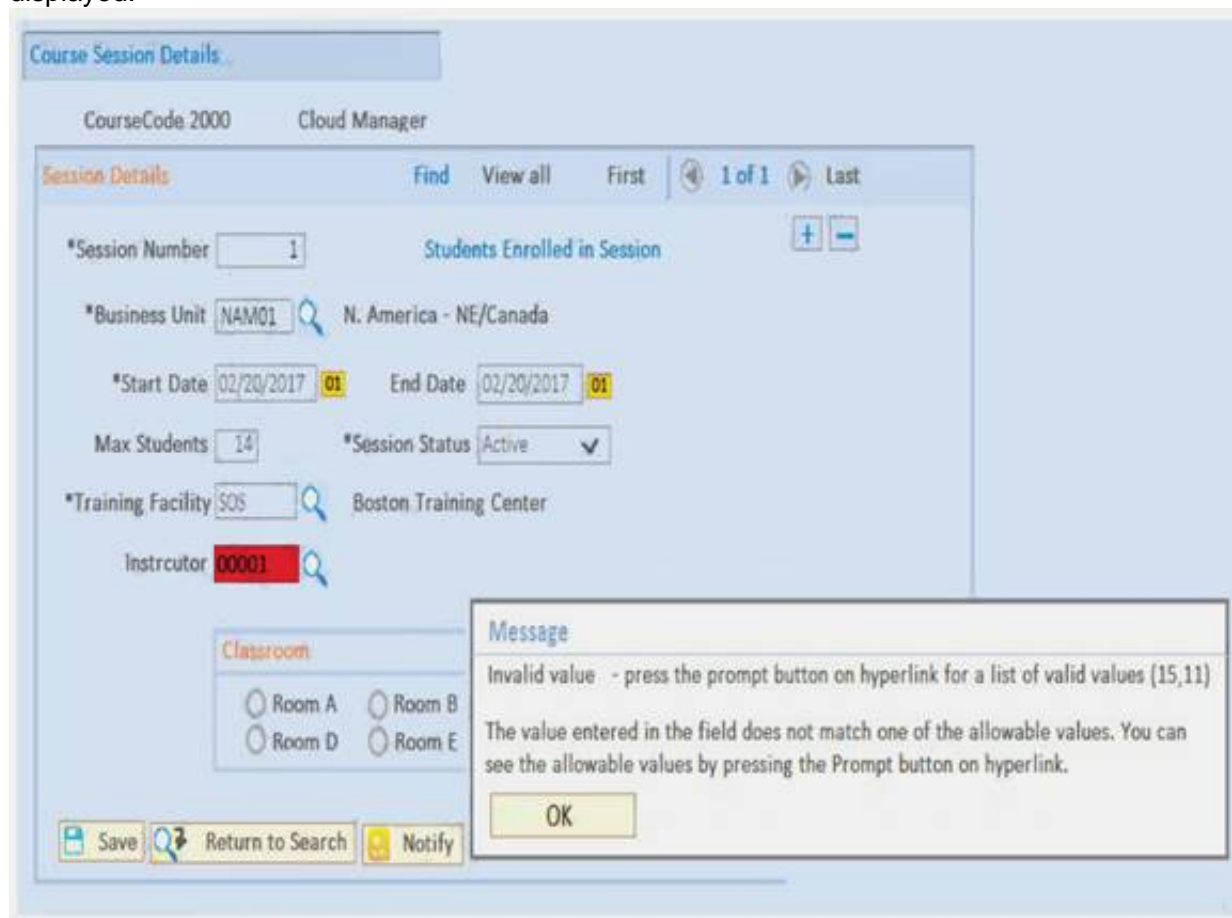 displayed.
Course Session Details...
CourseCode 2000 Cloud Manager
Session Details Find View all First 1 of 1 Last
*Session Number 1 Students Enrolled in Session + -
*Business Unit NAM01 N. America - NE/Canada
*Start Date 02/20/2017 01 End Date 02/20/2017 01
Max Students 14 *Session Status Active
*Training Facility SOS Boston Training Center
Instrcutor 00001
Classroom
Room A Room B
Room D Room E
Message
Invalid value - press the prompt button on hyperlink for a list of valid values (15,11)
The value entered in the field does not match one of the allowable values. You can
see the allowable values by pressing the Prompt button on hyperlink.
OK
Save Return to Search Notify